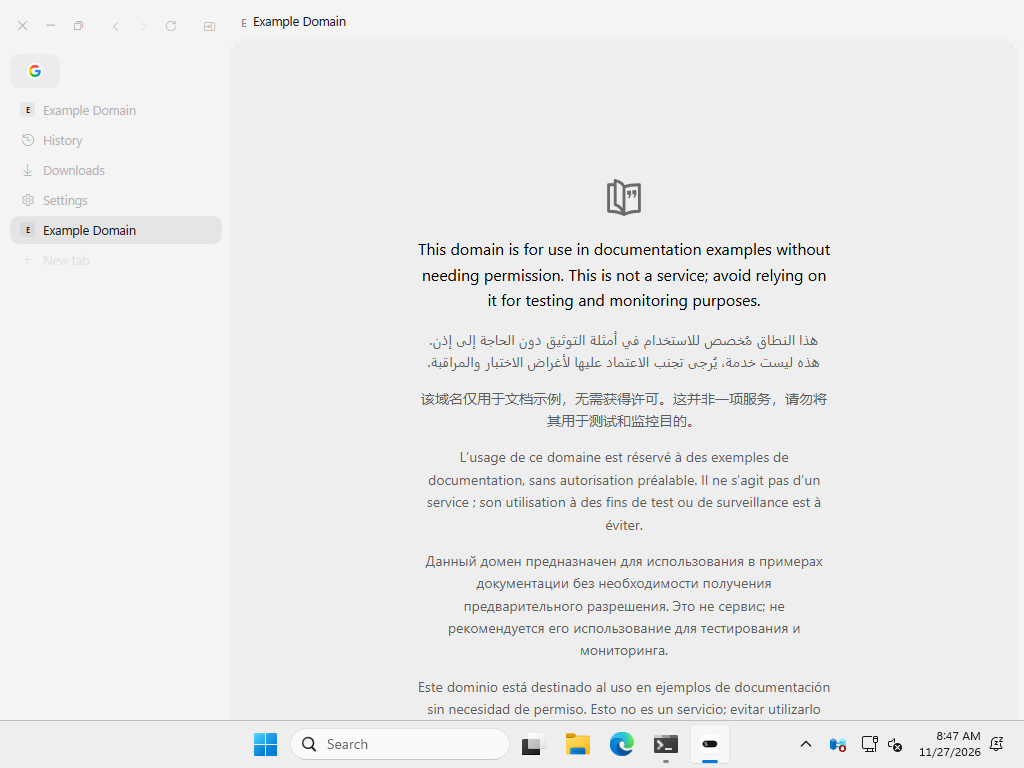 E Example Domain
E Example Domain
History
Downloads
Settings
E Example Domain
New tab
This domain is for use in documentation examples without
needing permission. This is not a service; avoid relying on
it for testing and monitoring purposes.
هذا النطاق مُخصص للاستخدام في أمثلة التوثيق دون الحاجة إلى إذن.
هذه ليست خدمة، يُرجى تجنب الاعتماد عليها لأغراض الاختبار والمراقبة.
该域名仅用于文档示例，无需获得许可。这并非一项服务，请勿将
其用于测试和监控目的。
L’usage de ce domaine est réservé à des exemples de
documentation, sans autorisation préalable. Il ne s’agit pas d’un
service ; son utilisation à des fins de test ou de surveillance est à
éviter.
Данный домен предназначен для использования в примерах
документации без необходимости получения
предварительного разрешения. Это не сервис; не
рекомендуется его использование для тестирования и
мониторинга.
Este dominio está destinado al uso en ejemplos de documentación
sin necesidad de permiso. Esto no es un servicio; evitar utilizarlo
Search
8:47 AM
11/27/2026